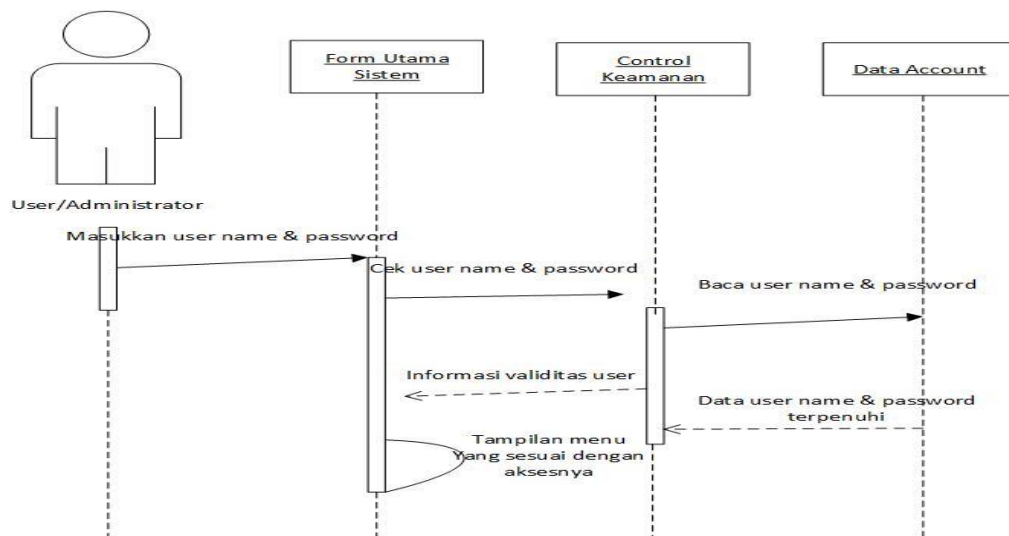 Form Utama
Sistem
Control
Keamanan
Data Account
User/Administrator
Masukkan user name & password
Cek user name & password
Baca user name & password
Informasi validitas user
Data user name & password
terpenuhi
Tampilan menu
Yang sesuai dengan
aksesnya